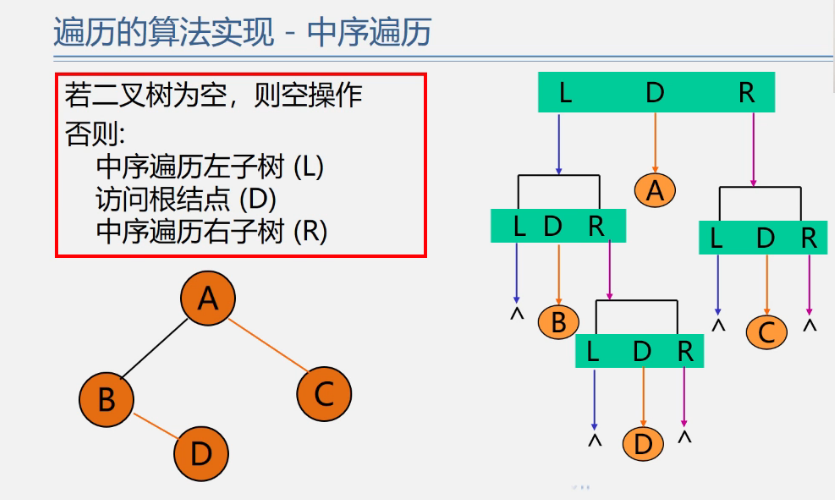 遍历的算法实现 - 中序遍历
若二叉树为空，则空操作
否则:
中序遍历左子树 (L)
访问根结点 (D)
中序遍历右子树 (R)
A
B
C
D
L D R
A
L D R
L D R
^
B
^
C
^
L D R
^
D
^